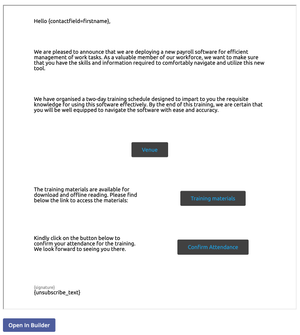 Hello {contactfield=firstname},
We are pleased to announce that we are deploying a new payroll software for efficient
management of work tasks. As a valuable member of our workforce, we want to make sure
that you have the skills and information required to comfortably navigate and utilize this new
tool.
We have organised a two-day training schedule designed to impart to you the requisite
knowledge for using this software effectively. By the end of this training, we are certain that
you will be well equipped to navigate the software with ease and accuracy.
Venue
The training materials are available for
download and offline reading. Please find
below the link to access the materials:
Training materials
Kindly click on the button below to
confirm your attendance for the training.
We look forward to seeing you there.
Confirm Attendance
{signature}
{unsubscribe_text}
Open In Builder